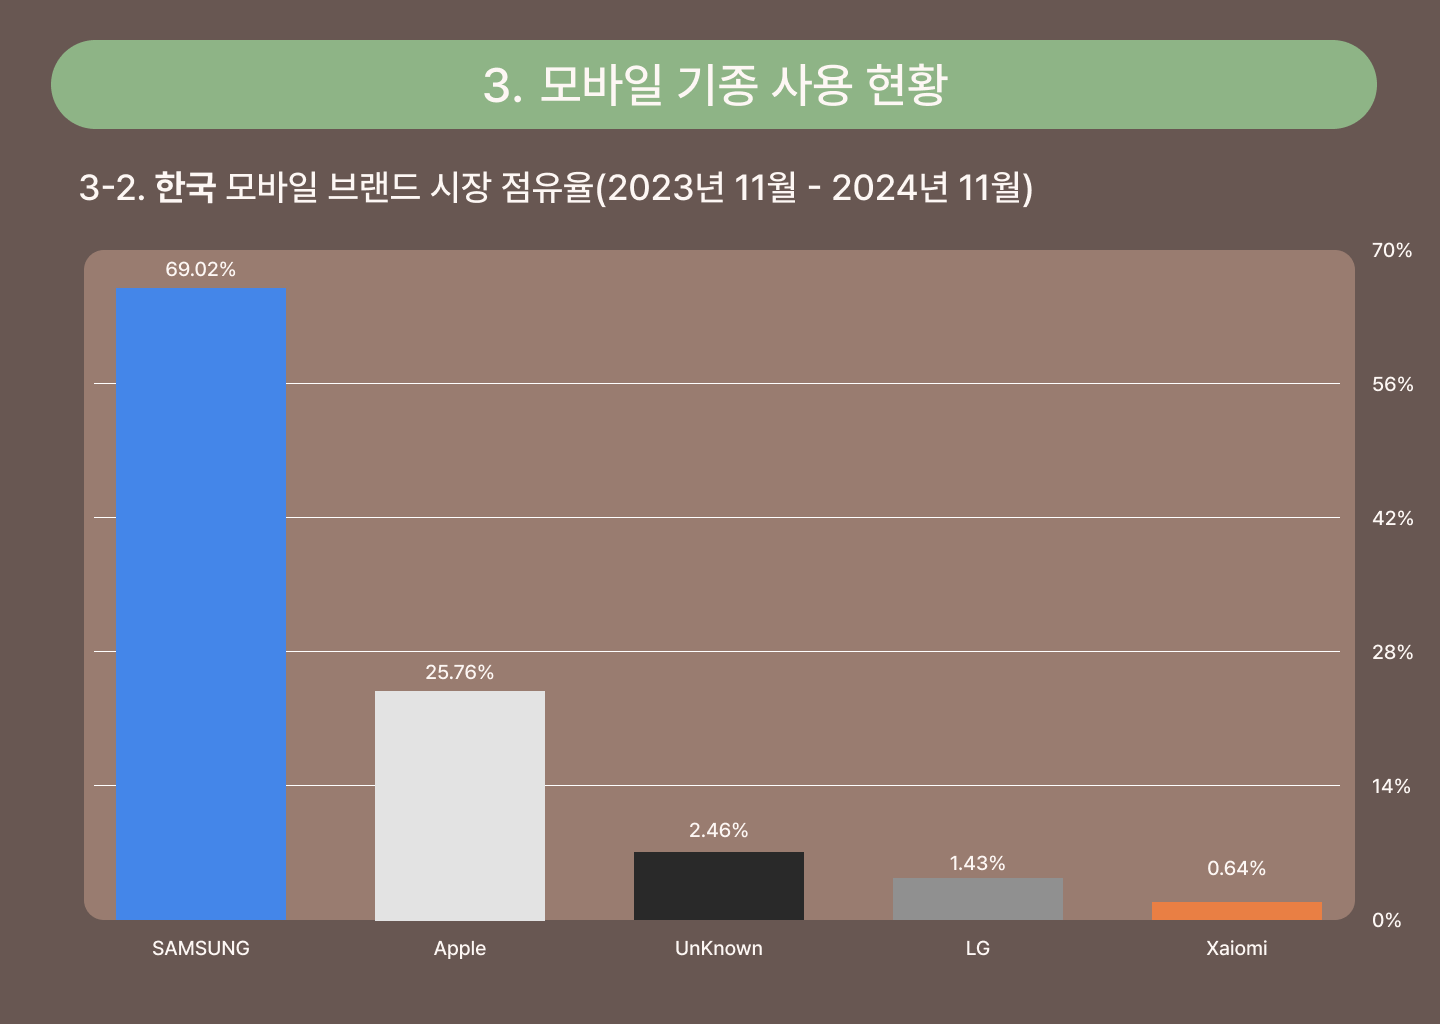 3. 모바일 기종 사용 현황
3-2. 한국 모바일 브랜드 시장 점유율(2023년 11월 - 2024년 11월)
70%
69.02%
56%
42%
28%
25.76%
14%
2.46%
1.43%
0.64%
0%
SAMSUNG
Apple
UnKnown
LG
Xaiomi